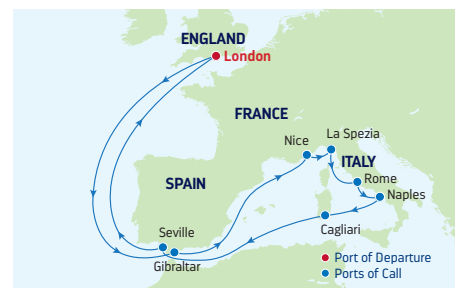 ENGLAND
London
FRANCE
Nice
La Spezia
ITALY
Rome
Naples
SPAIN
Cagliari
Seville
Gibraltar
Port of Departure
Ports of Call